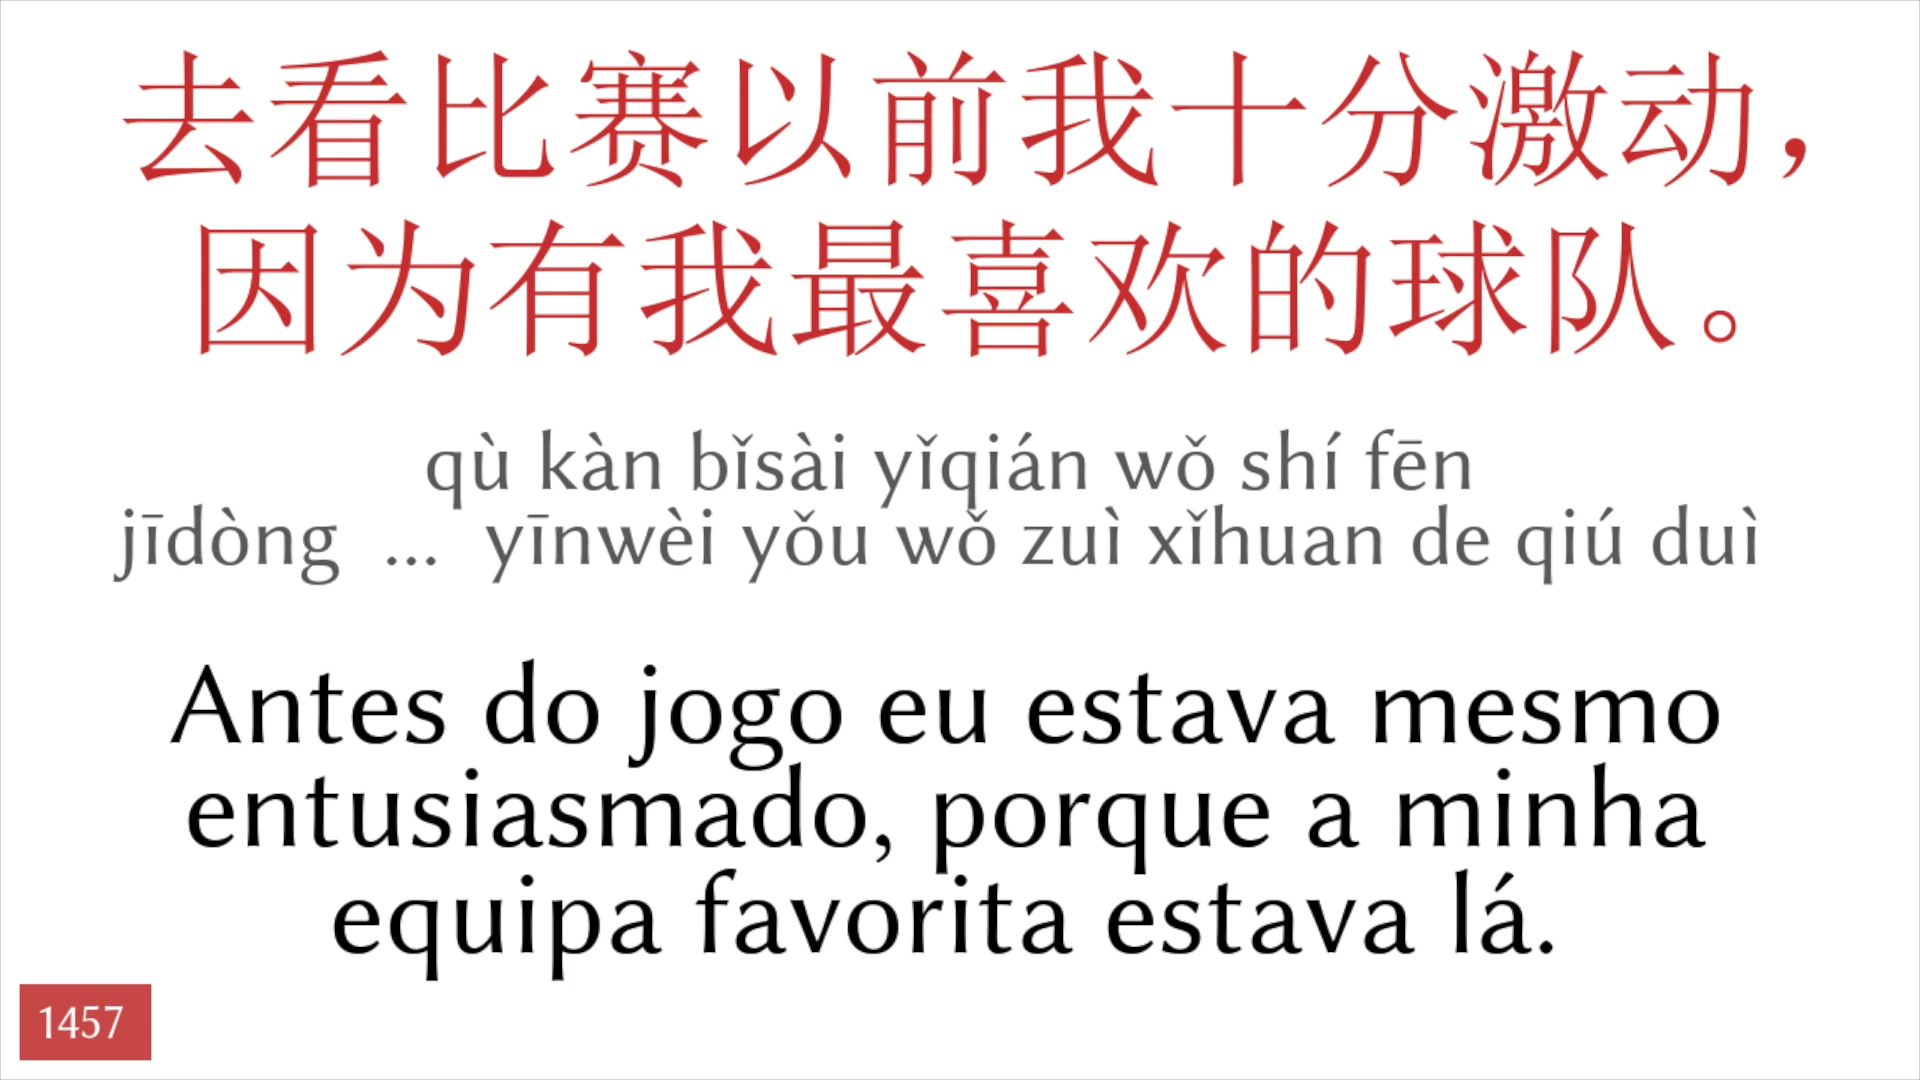 去看比赛以前我十分激动，
因为有我最喜欢的球队。
qù kàn bǐsài yǐqián wǒ shí fēn
jīdòng ... yīnwèi yǒu wǒ zuì xǐhuan de qiú duì
Antes do jogo eu estava mesmo
entusiasmado, porque a minha
equipa favorita estava lá.
1457